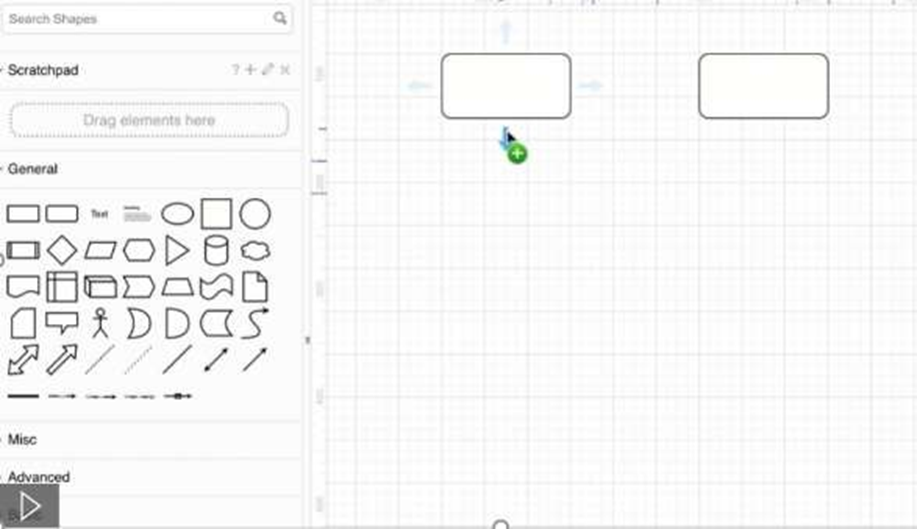 Search Shapes
Scratchpad
?
Drag elements here
General
Text
Misc
Advanced